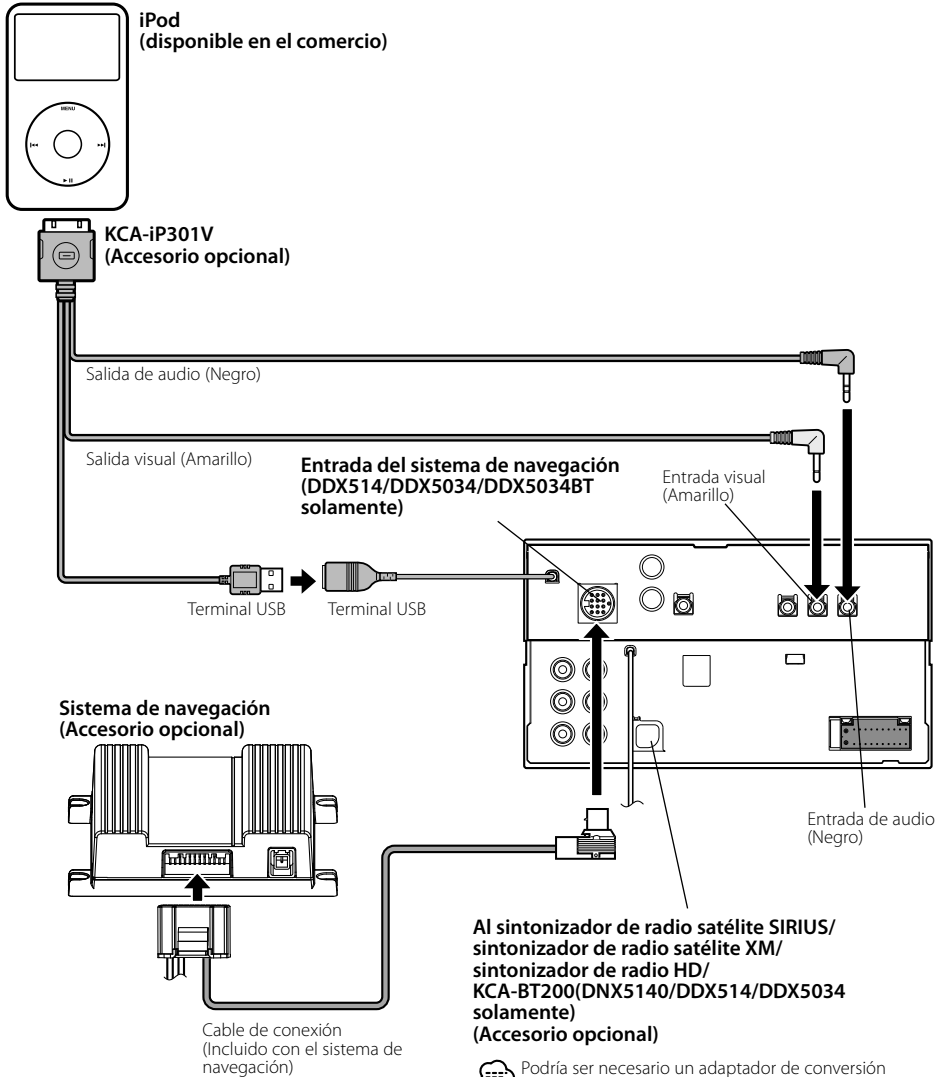 iPod
(disponible en el comercio)
MENU
KCA-iP301V
(Accesorio opcional)
Salida de audio (Negro)
Salida visual (Amarillo)
Entrada del sistema de navegación
(DDX514/DDX5034/DDX5034BT
solamente)
Entrada visual
(Amarillo)
Terminal USB
Terminal USB
Sistema de navegación
(Accesorio opcional)
Entrada de audio
(Negro)
Al sintonizador de radio satélite SIRIUS/
sintonizador de radio satélite XM/
sintonizador de radio HD/
KCA-BT200(DNX5140/DDX514/DDX5034
solamente)
(Accesorio opcional)
Cable de conexión
(Incluido con el sistema de
navegación)
Podría ser necesario un adaptador de conversión